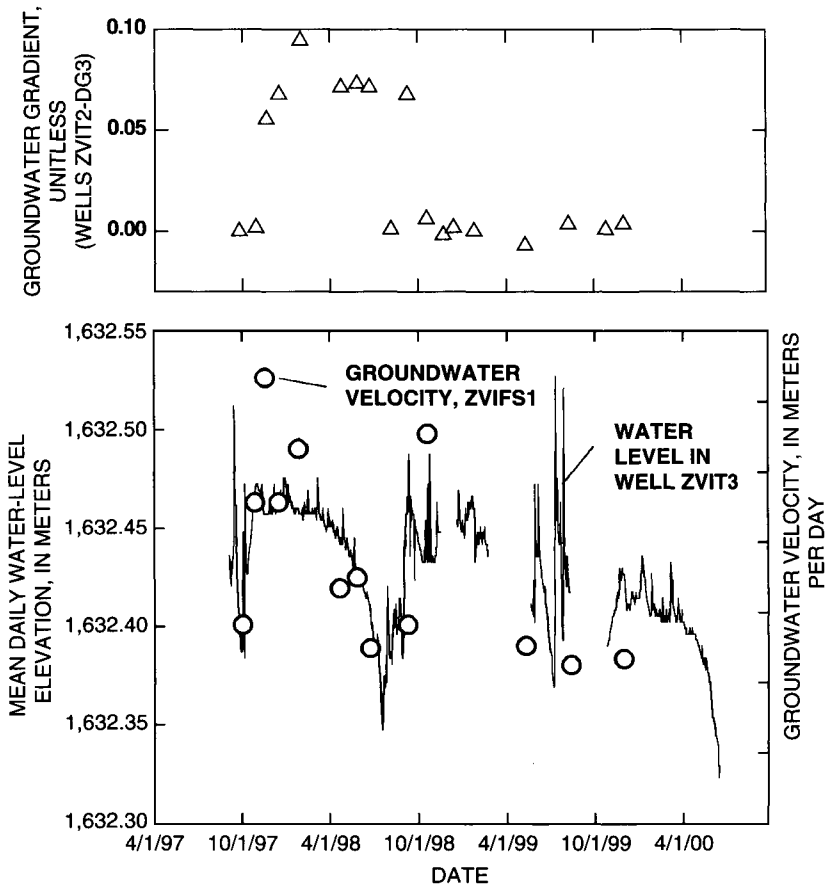 GROUNDWATER GRADIENT,
UNITLESS
(WELLS ZVIT2-DG3)
0.10
0.05
0.00
MEAN DAILY WATER-LEVEL
ELEVATION, IN METERS
1,632.55
1,632.50
1,632.45
1,632.40
1,632.35
1,632.30
GROUNDWATER
VELOCITY, ZVIFS1
WATER
LEVEL IN
WELL ZVIT3
GROUNDWATER VELOCITY, IN METERS
PER DAY
4/1/97 10/1/97 4/1/98 10/1/98 4/1/99 10/1/99 4/1/00
DATE